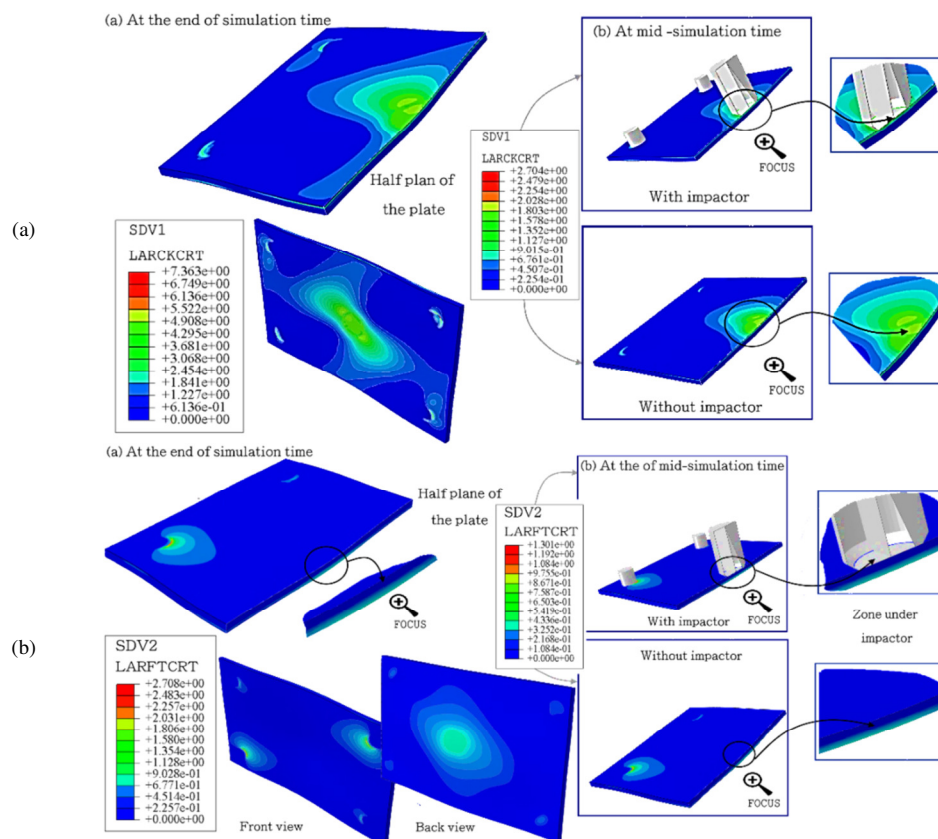 (a)
(a) At the end of simulation time
Half plan of
the plate
SDV1
LARCKCRT
+7.363e+00
+6.749e+00
+6.136e+00
+5.522e+00
+4.908e+00
+4.295e+00
+3.681e+00
+3.068e+00
+2.454e+00
+1.841e+00
+1.227e+00
+6.136e-01
+0.000e+00
(b) At mid -simulation time
SDV1
LARCKCRT
+2.704e+00
+2.479e+00
+2.254e+00
+2.028e+00
+1.803e+00
+1.578e+00
+1.352e+00
+1.127e+00
+9.015e-01
+6.761e-01
+4.507e-01
+2.254e-01
+0.000e+00
FOCUS
With impactor
FOCUS
Without impactor
(b)
(a) At the end of simulation time
Half plane of
the plate
FOCUS
SDV2
LARFTCRT
+2.708e+00
+2.483e+00
+2.257e+00
+2.031e+00
+1.806e+00
+1.580e+00
+1.354e+00
+1.128e+00
+9.028e-01
+6.771e-01
+4.514e-01
+2.257e-01
+0.000e+00
Front view
Back view
(b) At the of mid-simulation time
SDV2
LARFTCRT
+1.301e+00
+1.192e+00
+1.084e+00
+9.755e-01
+8.671e-01
+7.587e-01
+6.503e-01
+5.419e-01
+4.336e-01
+3.252e-01
+2.168e-01
+1.084e-01
+0.000e+00
FOCUS
With impactor
Zone under
impactor
Without impactor
FOCUS